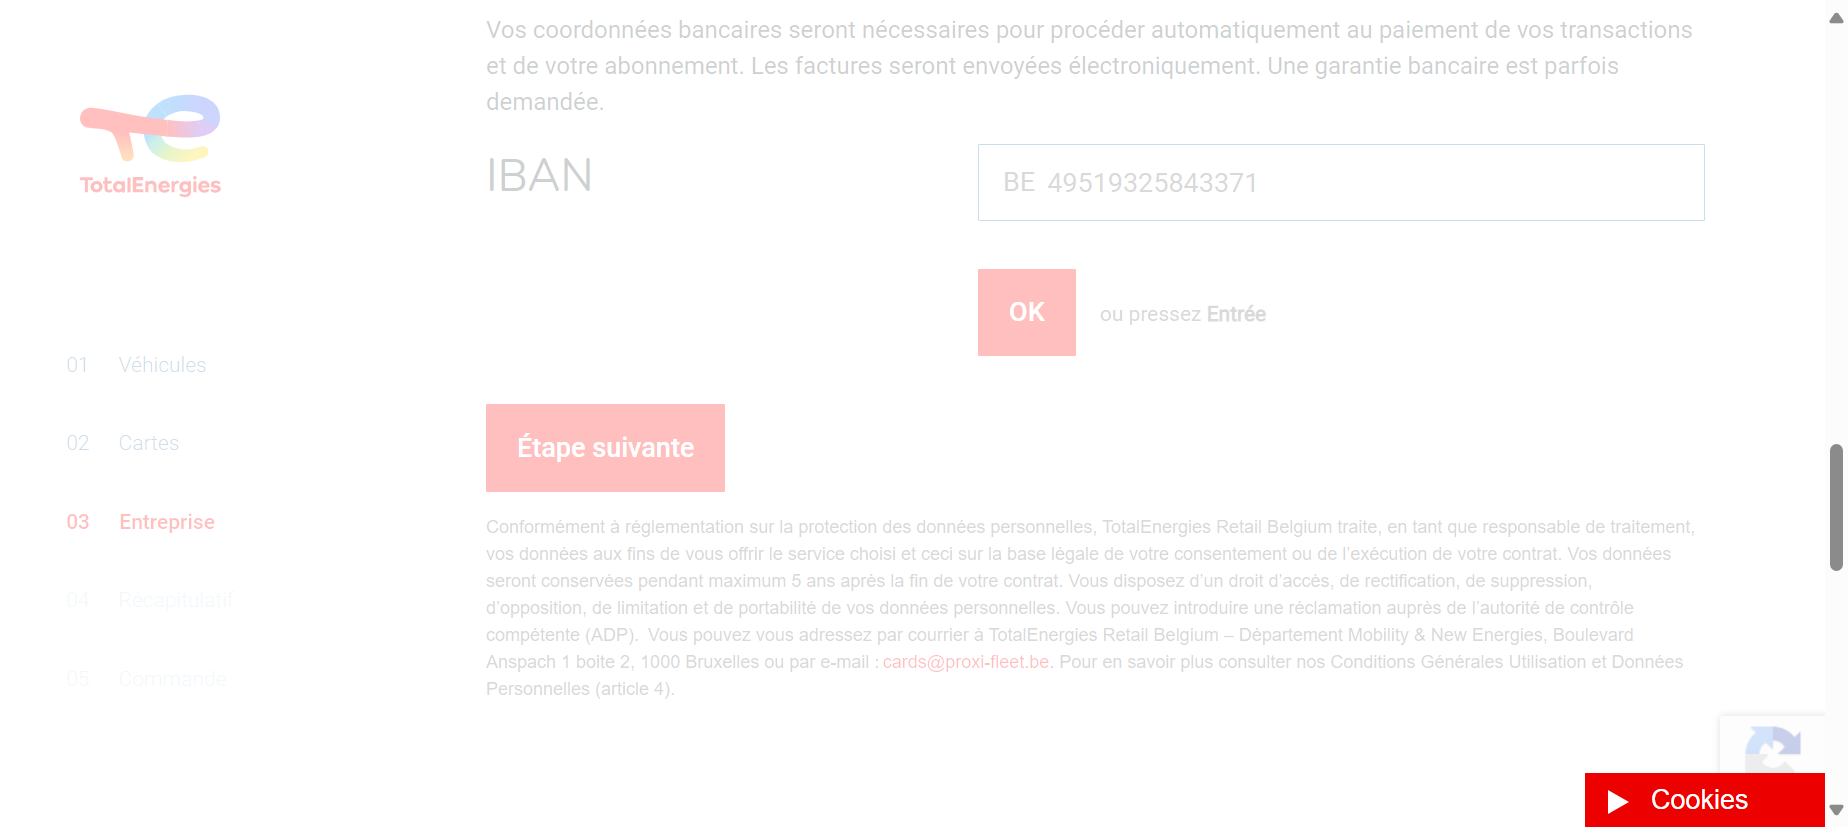 Vos coordonnées bancaires seront nécessaires pour procéder automatiquement au paiement de vos transactions
et de votre abonnement. Les factures seront envoyées électroniquement. Une garantie bancaire est parfois
demandée.
TotalEnergies
IBAN
BE 49519325843371
OK ou pressez Entrée
01 Véhicules
02 Cartes
03 Entreprise
04 Récapitulatif
05 Commande
Étape suivante
Conformément à réglementation sur la protection des données personnelles, TotalEnergies Retail Belgium traite, en tant que responsable de traitement,
vos données aux fins de vous offrir le service choisi et ceci sur la base légale de votre consentement ou de l'exécution de votre contrat. Vos données
seront conservées pendant maximum 5 ans après la fin de votre contrat. Vous disposez d'un droit d'accès, de rectification, de suppression,
d'opposition, de limitation et de portabilité de vos données personnelles. Vous pouvez introduire une réclamation auprès de l'autorité de contrôle
compétente (ADP). Vous pouvez vous adressez par courrier à TotalEnergies Retail Belgium – Département Mobility & New Energies, Boulevard
Anspach 1 boite 2, 1000 Bruxelles ou par e-mail : cards@proxi-fleet.be. Pour en savoir plus consulter nos Conditions Générales Utilisation et Données
Personnelles (article 4).
Cookies